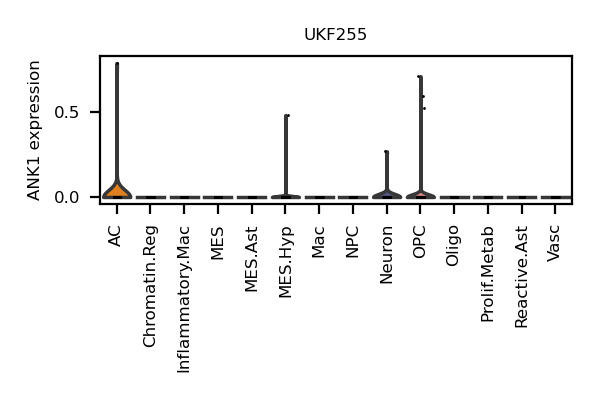 UKF255
ANK1 expression
0.5
0.0
AC
Chromatin.Reg
Inflammatory.Mac
MES
MES.Ast
MES.Hyp
Mac
NPC
Neuron
OPC
Oligo
Prolif.Metab
Reactive.Ast
Vasc